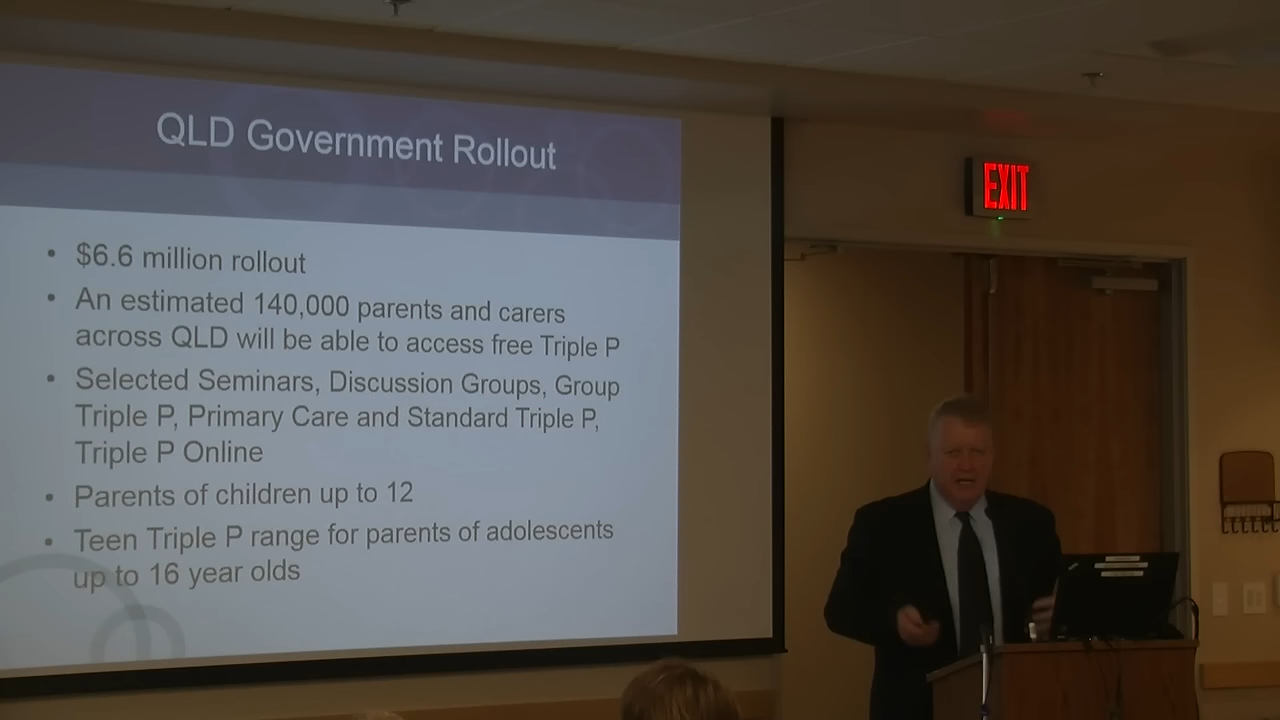 QLD Government Rollout
• $6.6 million rollout
• An estimated 140,000 parents and carers
across QLD will be able to access free Triple P
• Selected Seminars, Discussion Groups, Group
Triple P, Primary Care and Standard Triple P,
Triple P Online
• Parents of children up to 12
• Teen Triple P range for parents of adolescents
up to 16 year olds
EXIT